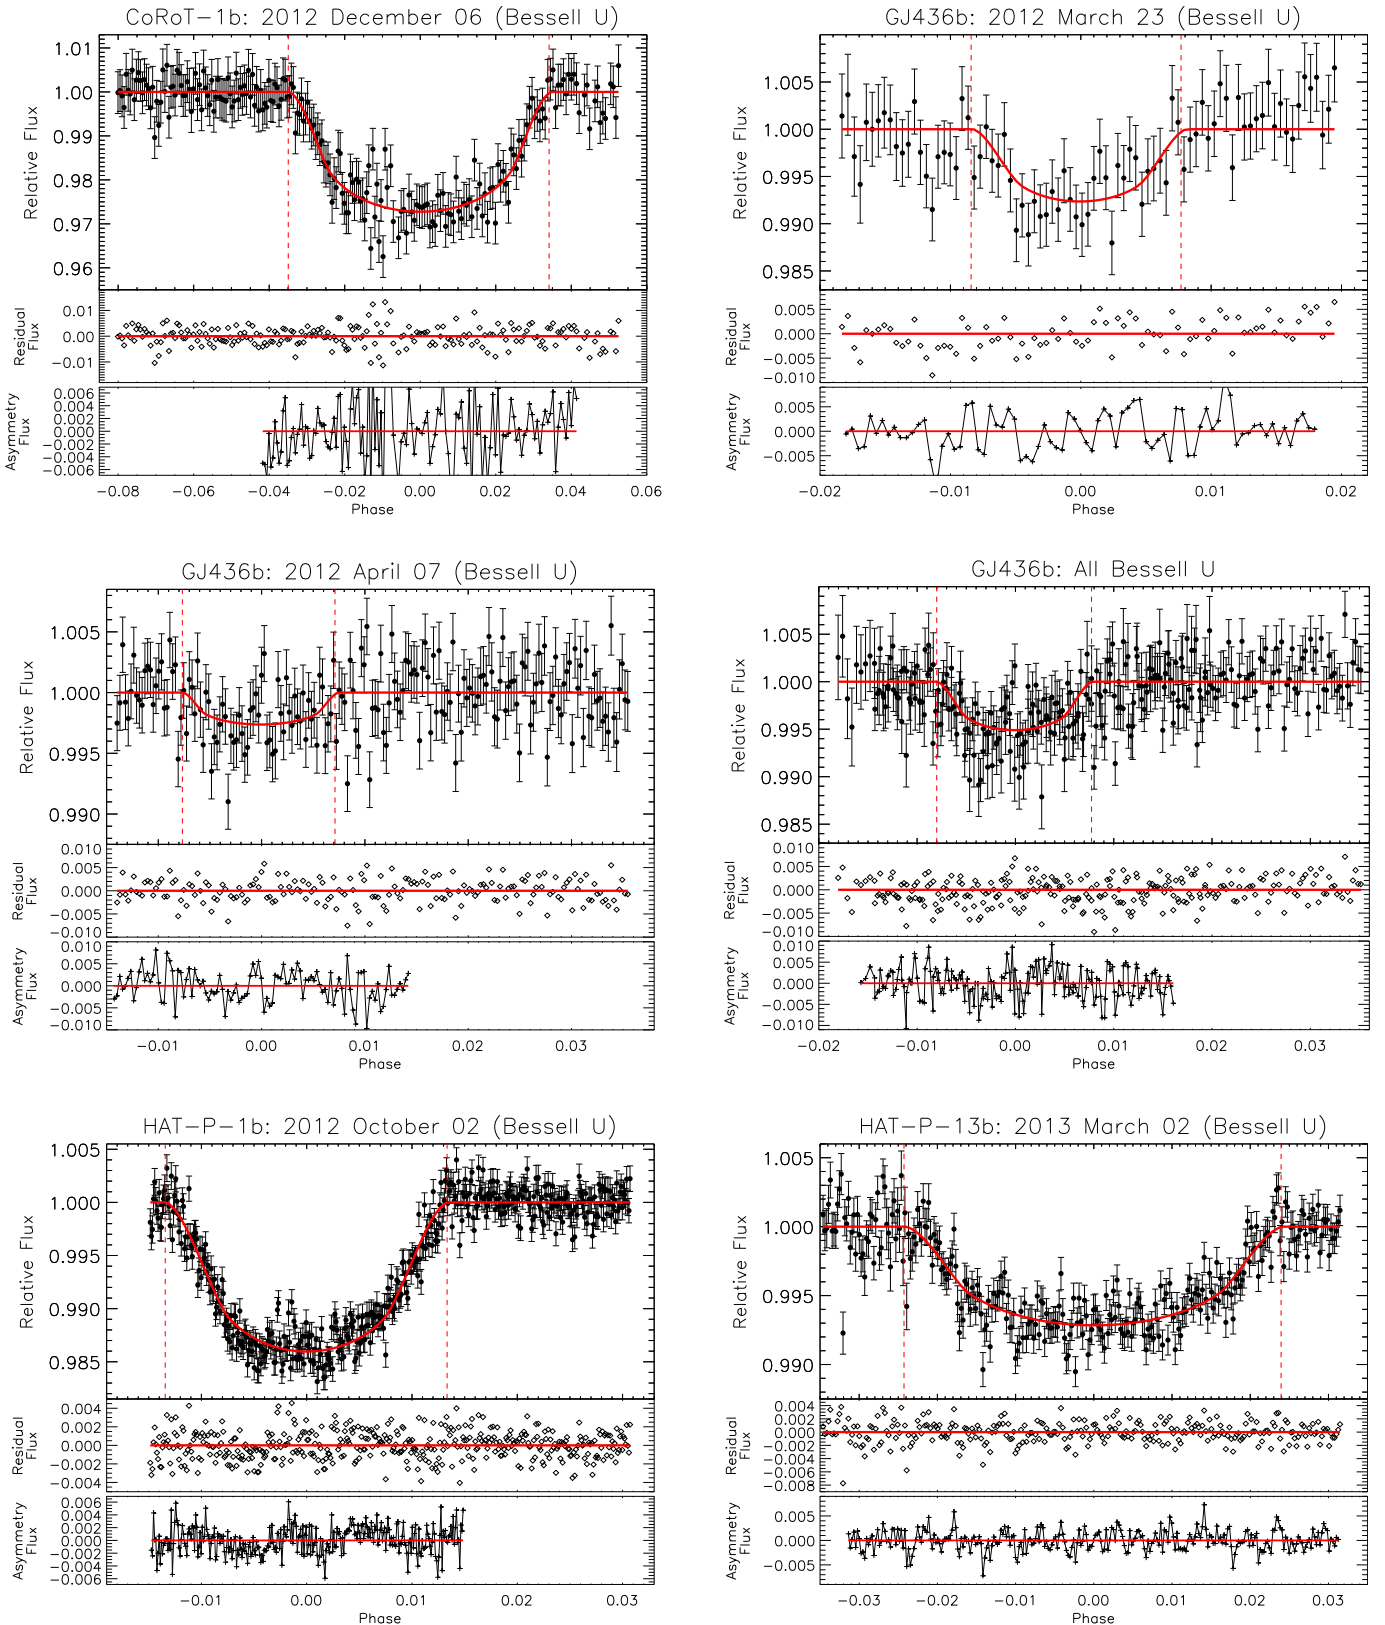 CoRoT-1b: 2012 December 06 (Bessell U)
1.01
1.00
0.99
0.98
0.97
0.96
Relative Flux
0.01
0.00
-0.01
Residual
Flux
0.006
0.004
0.002
0.000
-0.002
-0.004
-0.006
Asymmetry
Flux
-0.08 -0.06 -0.04 -0.02 0.00 0.02 0.04 0.06
Phase
GJ436b: 2012 March 23 (Bessell U)
1.005
1.000
0.995
0.990
0.985
Relative Flux
0.005
0.000
-0.005
-0.010
Residual
Flux
0.005
0.000
-0.005
Asymmetry
Flux
-0.02 -0.01 0.00 0.01 0.02
Phase
GJ436b: 2012 April 07 (Bessell U)
1.005
1.000
0.995
0.990
Relative Flux
0.010
0.005
0.000
-0.005
-0.010
Residual
Flux
0.010
0.005
0.000
-0.005
-0.010
Asymmetry
Flux
-0.01 0.00 0.01 0.02 0.03
Phase
GJ436b: All Bessell U
1.005
1.000
0.995
0.990
0.985
Relative Flux
0.010
0.005
0.000
-0.005
-0.010
Residual
Flux
0.010
0.005
0.000
-0.005
-0.010
Asymmetry
Flux
-0.02 -0.01 0.00 0.01 0.02 0.03
Phase
HAT-P-1b: 2012 October 02 (Bessell U)
1.005
1.000
0.995
0.990
0.985
Relative Flux
0.004
0.002
0.000
-0.002
-0.004
Residual
Flux
0.006
0.004
0.002
0.000
-0.002
-0.004
-0.006
Asymmetry
Flux
-0.01 0.00 0.01 0.02 0.03
Phase
HAT-P-13b: 2013 March 02 (Bessell U)
1.005
1.000
0.995
0.990
Relative Flux
0.004
0.002
0.000
-0.002
-0.004
-0.006
-0.008
Residual
Flux
0.005
0.000
-0.005
Asymmetry
Flux
-0.03 -0.02 -0.01 0.00 0.01 0.02 0.03
Phase